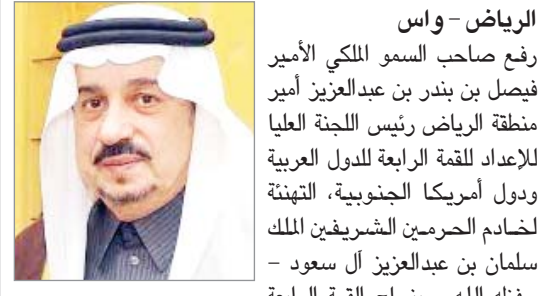 الرياض - واس
رفع صاحب السمو الملكي الأمير
فيصل بن بندر بن عبدالعزيز أمير
منطقة الرياض رئيس اللجنة العليا
للإعداد للقمة الرابعة للدول العربية
ودول أمريكا الجنوبية، التهنئة
لخادم الحرمين الشريفين الملك
سلمان بن عبدالعزيز آل سعود -